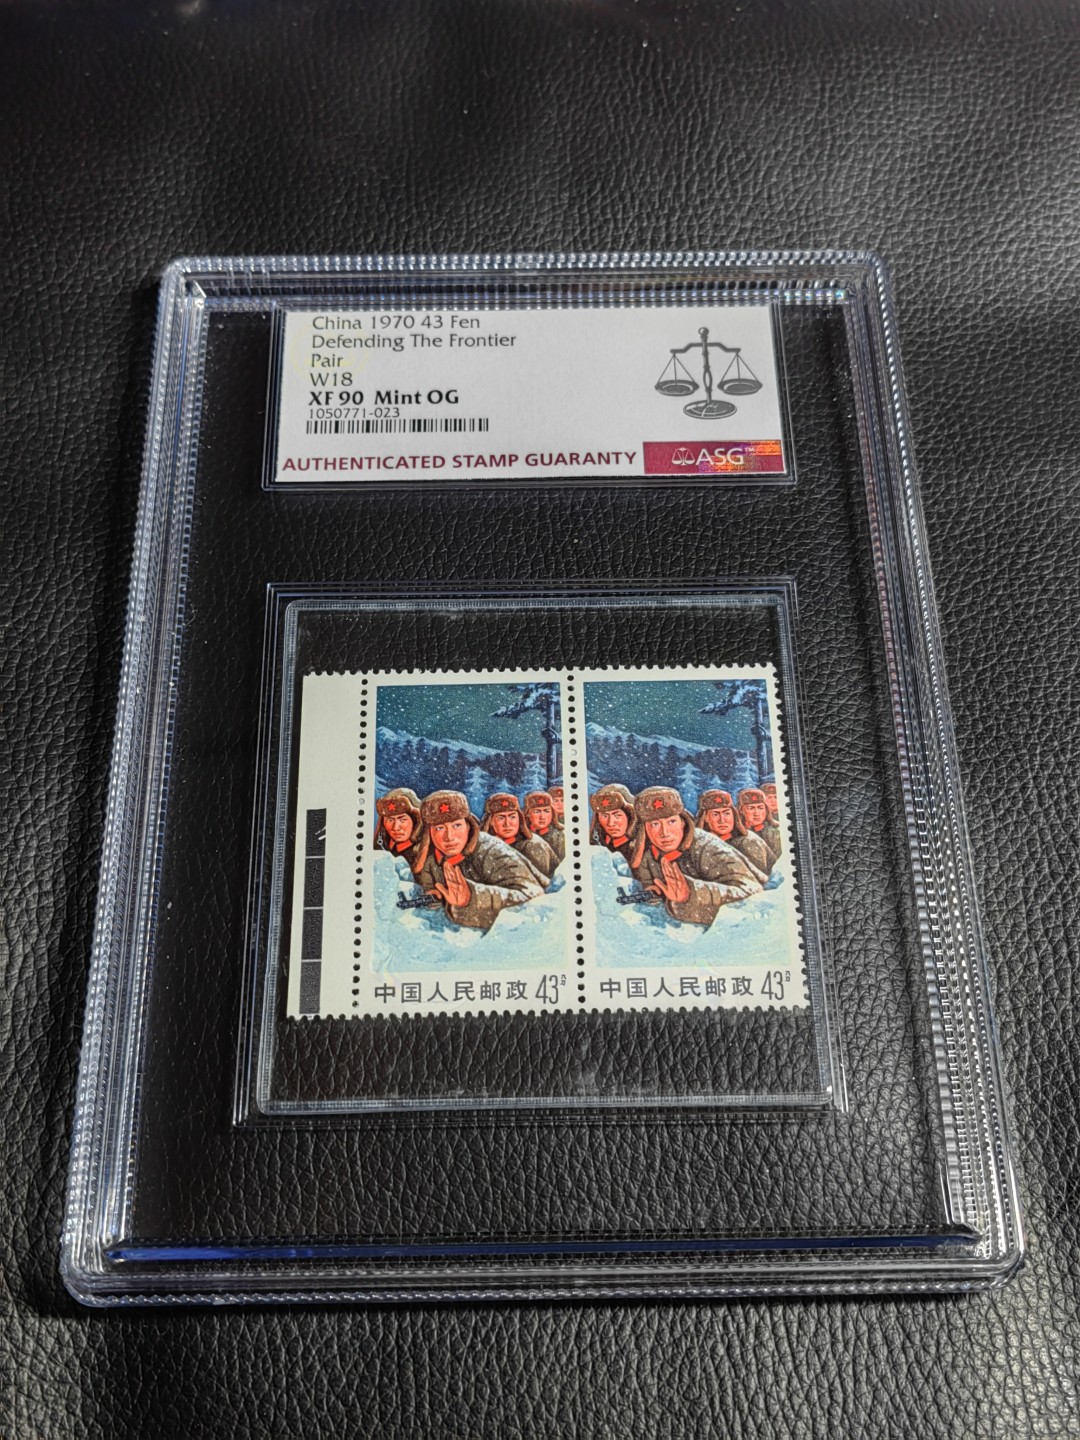 China 1970 43 Fen
Defending The Frontier
Pair
W18
XF 90 Mint OG
1050771-023
AUTHENTICATED STAMP GUARANTY
ASG™
中国人民邮政 43分
中国人民邮政 43分